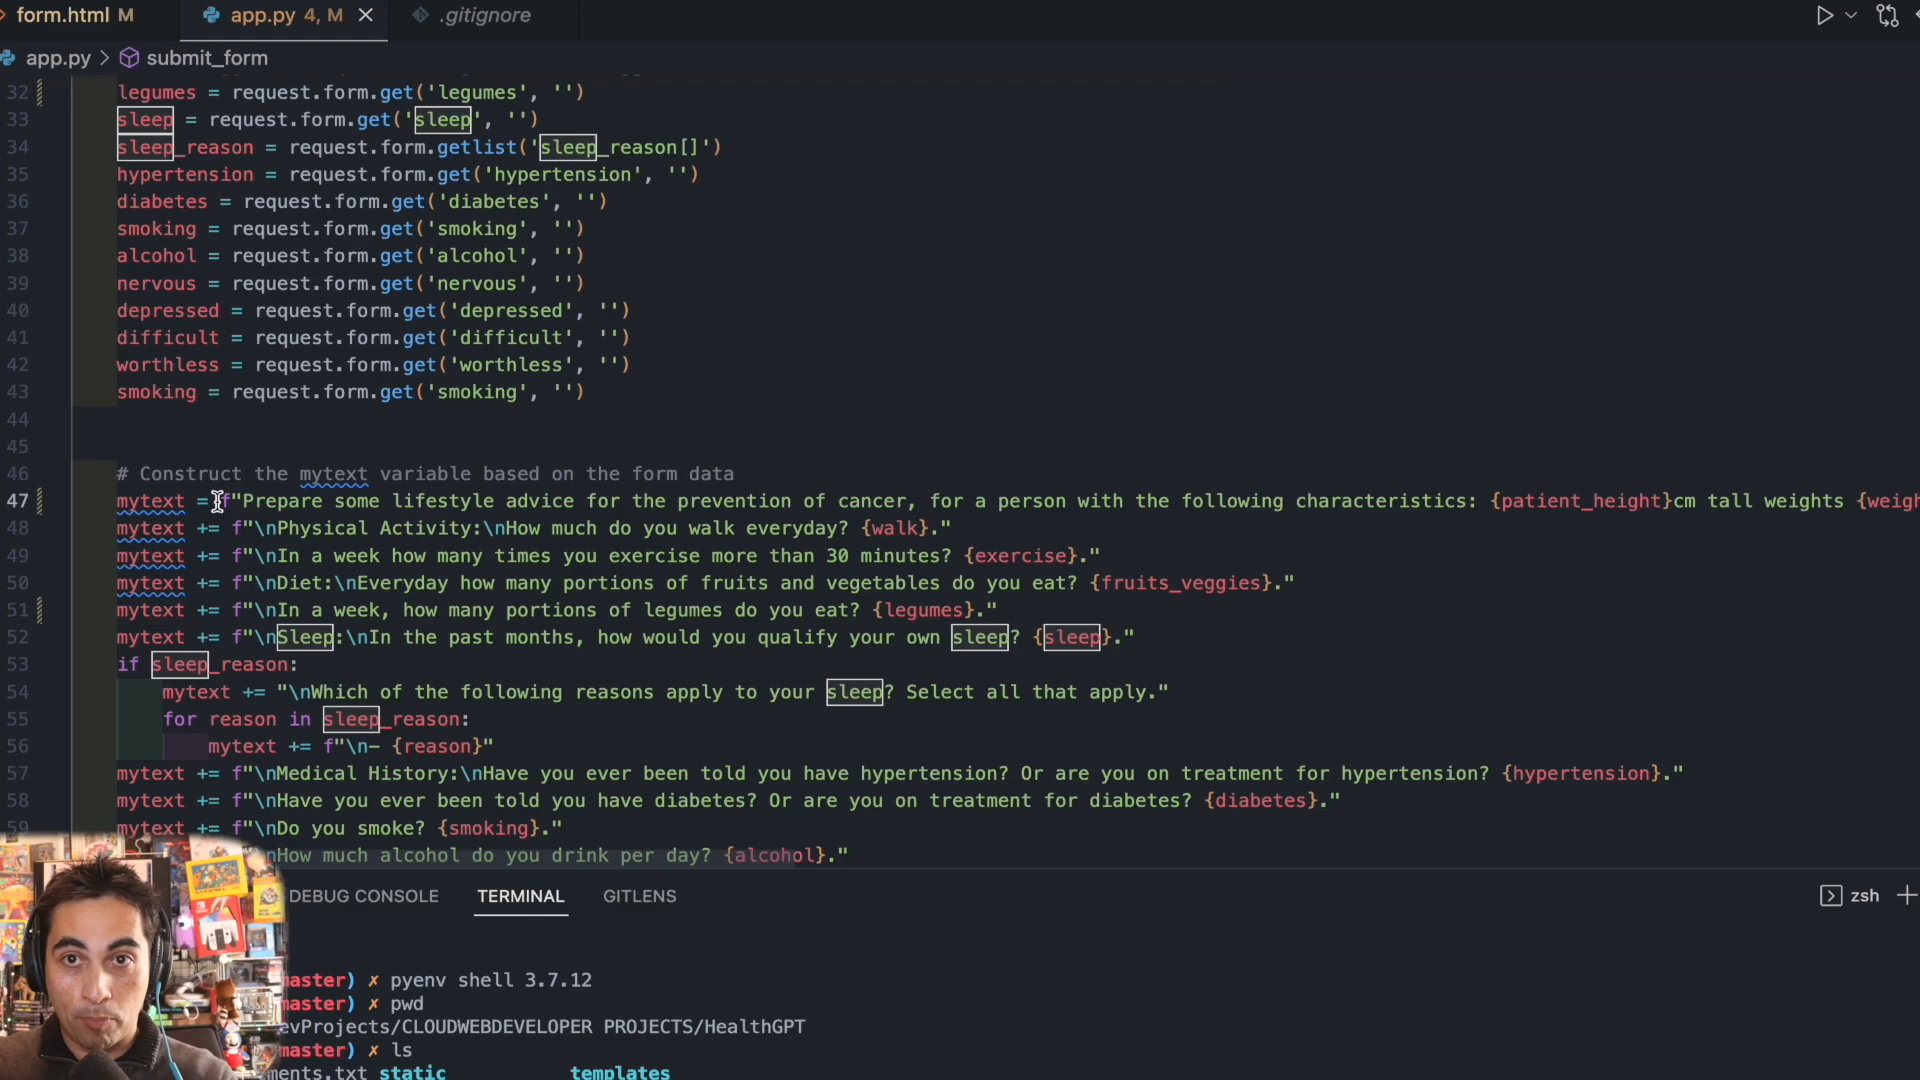 form.html M
app.py 4, M
.gitignore
app.py > submit_form
32 legumes = request.form.get('legumes', '')
33 sleep = request.form.get('sleep', '')
34 sleep_reason = request.form.getlist('sleep_reason[]')
35 hypertension = request.form.get('hypertension', '')
36 diabetes = request.form.get('diabetes', '')
37 smoking = request.form.get('smoking', '')
38 alcohol = request.form.get('alcohol', '')
39 nervous = request.form.get('nervous', '')
40 depressed = request.form.get('depressed', '')
41 difficult = request.form.get('difficult', '')
42 worthless = request.form.get('worthless', '')
43 smoking = request.form.get('smoking', '')
44
45
46 # Construct the mytext variable based on the form data
47 mytext = f"Prepare some lifestyle advice for the prevention of cancer, for a person with the following characteristics: {patient_height}cm tall weights {weigh
48 mytext += f"\nPhysical Activity:\nHow much do you walk everyday? {walk}."
49 mytext += f"\nIn a week how many times you exercise more than 30 minutes? {exercise}."
50 mytext += f"\nDiet:\nEveryday how many portions of fruits and vegetables do you eat? {fruits_veggies}."
51 mytext += f"\nIn a week, how many portions of legumes do you eat? {legumes}."
52 mytext += f"\nSleep:\nIn the past months, how would you qualify your own sleep? {sleep}."
53 if sleep_reason:
54 mytext += "\nWhich of the following reasons apply to your sleep? Select all that apply."
55 for reason in sleep_reason:
56 mytext += f"\n- {reason}"
57 mytext += f"\nMedical History:\nHave you ever been told you have hypertension? Or are you on treatment for hypertension? {hypertension}."
58 mytext += f"\nHave you ever been told you have diabetes? Or are you on treatment for diabetes? {diabetes}."
59 mytext += f"\nDo you smoke? {smoking}."
\nHow much alcohol do you drink per day? {alcohol}."
DEBUG CONSOLE TERMINAL GITLENS
zsh
master) ✗ pyenv shell 3.7.12
master) ✗ pwd
evProjects/CLOUDWEBDEVELOPER PROJECTS/HealthGPT
master) ✗ ls
ments.txt static templates